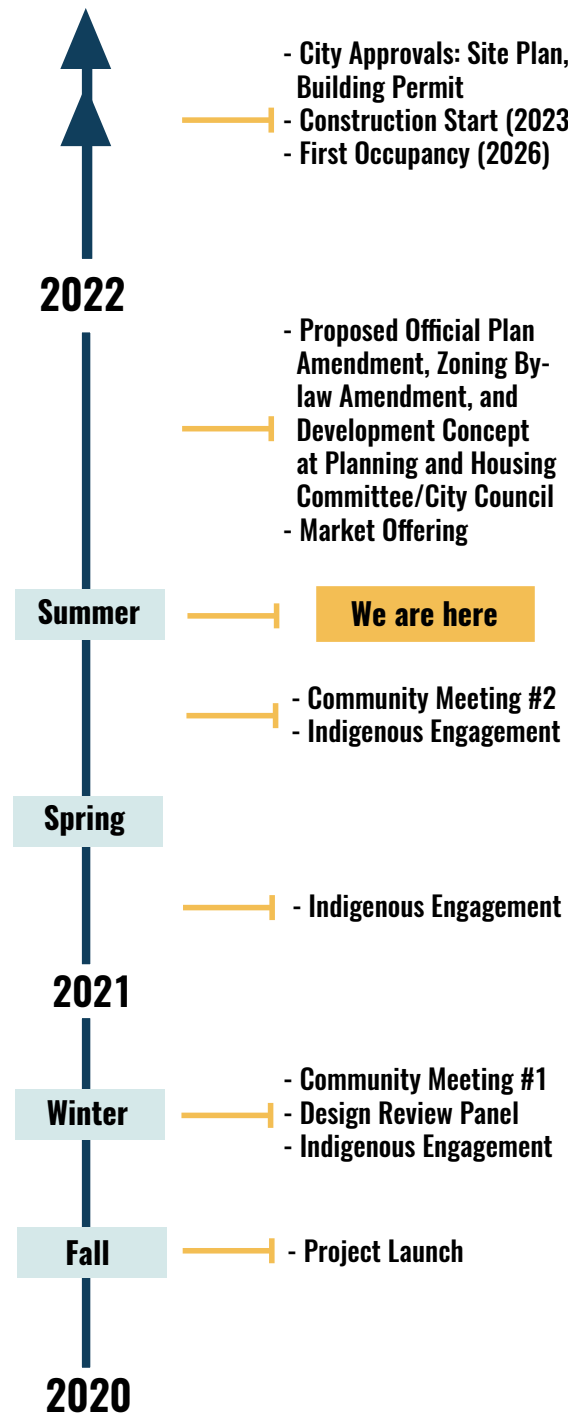 - City Approvals: Site Plan,
Building Permit
- Construction Start (2023
- First Occupancy (2026)
2022
- Proposed Official Plan
Amendment, Zoning By-
law Amendment, and
Development Concept
at Planning and Housing
Committee/City Council
- Market Offering
Summer
We are here
- Community Meeting #2
- Indigenous Engagement
Spring
- Indigenous Engagement
2021
Winter
- Community Meeting #1
- Design Review Panel
- Indigenous Engagement
Fall
- Project Launch
2020